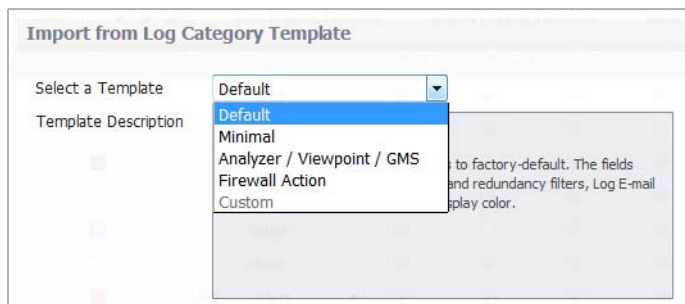 Import from Log Category Template
Select a Template
Default
Template Description
Default
Minimal
Analyzer / Viewpoint / GMS
Firewall Action
Custom
to factory-default. The fields
and redundancy filters, Log E-mail
color.